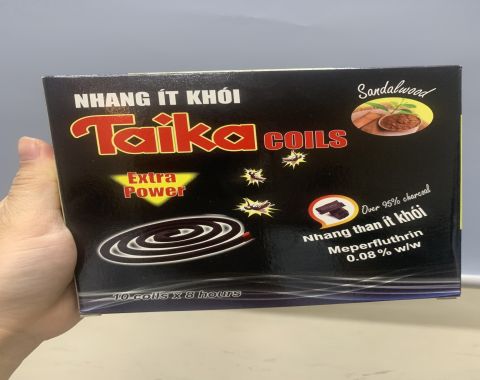 NHANG ÍT KHÓI
Sandalwood
Taika COILS
Extra
Power
Over 95% charcoal
Nhang than ít khói
Meperfluthrin
0.08% w/w
10 coils x 8 hours